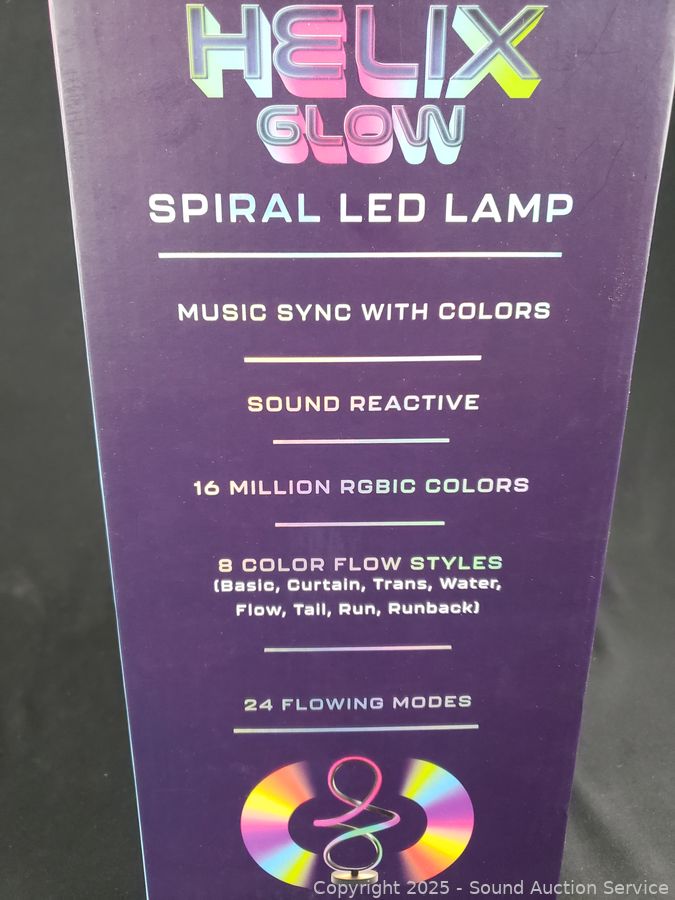 HELIX
GLOW
SPIRAL LED LAMP
MUSIC SYNC WITH COLORS
SOUND REACTIVE
16 MILLION RGBIC COLORS
8 COLOR FLOW STYLES
(Basic, Curtain, Trans, Water,
Flow, Tail, Run, Runback)
24 FLOWING MODES
Copyright 2025 - Sound Auction Service